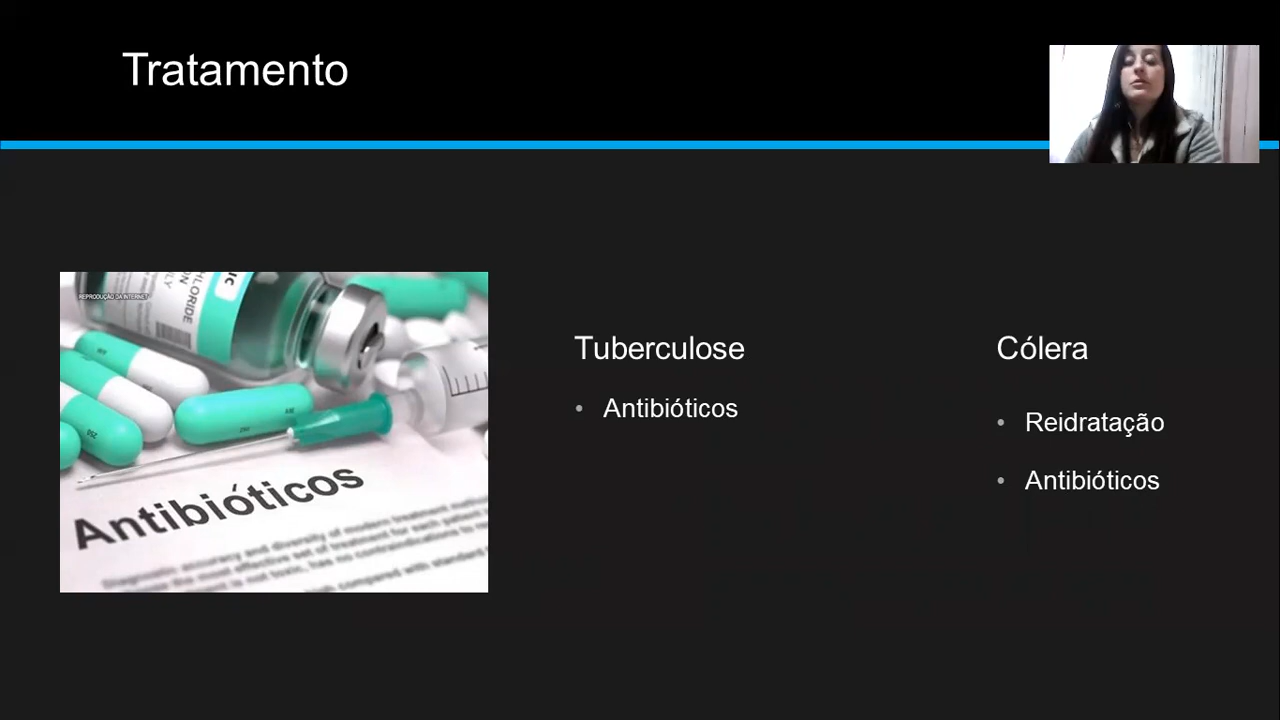 Tratamento
REPRODUÇÃO DA INTERNET
Tuberculose
• Antibióticos
Cólera
• Reidratação
• Antibióticos
Antibióticos